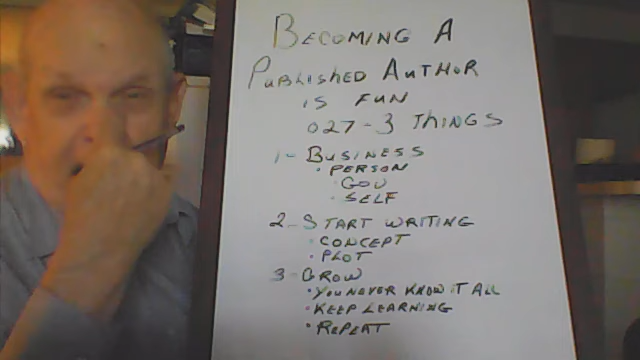 BECOMING A
PUBLISHED AUTHOR
IS FUN
027-3 THINGS
1- BUSINESS
• PERSON
• GOV
• SELF
2- START WRITING
• CONCEPT
• PLOT
3- GROW
• YOU NEVER KNOW IT ALL
• KEEP LEARNING
• REPEAT